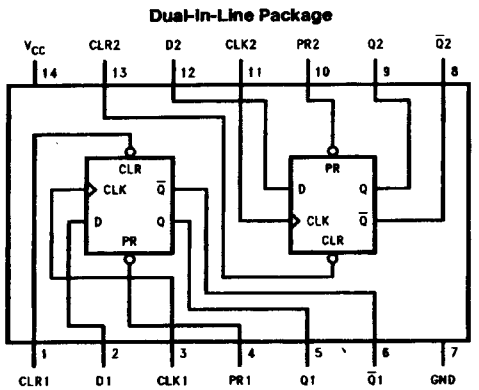 Dual-In-Line Package
VCC CLR2 D2 CLK2 PR2 Q2 Q̅2
14 13 12 11 10 9 8
CLR PR
CLK Q̅ D Q
D Q CLK Q̅
PR CLR
1 2 3 4 5 6 7
CLR1 D1 CLK1 PR1 Q1 Q̅1 GND